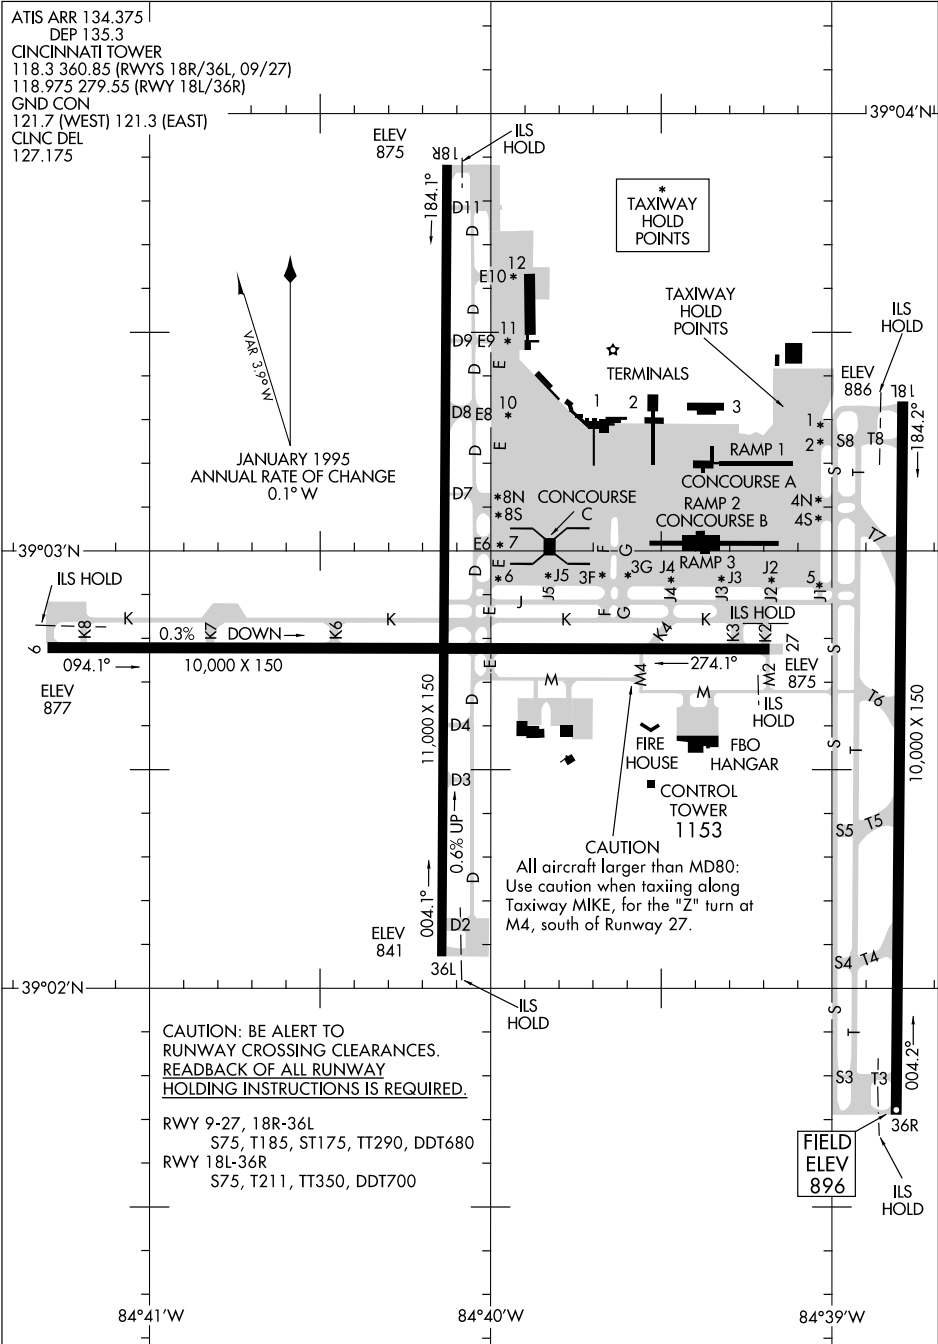 ATIS ARR 134.375
DEP 135.3
CINCINNATI TOWER
118.3 360.85 (RWYS 18R/36L, 09/27)
118.975 279.55 (RWY 18L/36R)
GND CON
121.7 (WEST) 121.3 (EAST)
CLNC DEL
127.175
39°04'N
ELEV
875
ILS
HOLD
18R
184.1°
*
TAXIWAY
HOLD
POINTS
D11
D
12
E10 *
TAXIWAY
HOLD
POINTS
ILS
HOLD
VAR 3.9° W
D
11
D9 E9 *
D
E
TERMINALS
ELEV
886
18L
10
D8 E8 *
1
2
3
1 *
2 *
S8
T8
184.2°
JANUARY 1995
ANNUAL RATE OF CHANGE
0.1° W
D
E
RAMP 1
CONCOURSE A
S
T
D7
*8N
*8S
CONCOURSE
C
RAMP 2
CONCOURSE B
4N *
4S *
T7
39°03'N
E6 * 7
F
G
RAMP 3
ILS HOLD
D
* 6
* J5
3F *
* 3G
J4 *
* J3
J2 *
5 *
E
J
J5
F
G
J4
J3
J2
J1
K
K
K
ILS HOLD
K8
K7
K6
0.3% DOWN
K4
K3
K2
9
27
S
094.1°
10,000 X 150
E
274.1°
ELEV
877
ELEV
875
M
M4
M
M2
T6
D
11,000 X 150
ILS
HOLD
10,000 X 150
D4
FIRE
HOUSE
FBO
HANGAR
S
T
D3
CONTROL
TOWER
1153
0.6% UP
S5
T5
CAUTION
All aircraft larger than MD80:
Use caution when taxiing along
Taxiway MIKE, for the "Z" turn at
M4, south of Runway 27.
D
004.1°
ELEV
841
D2
36L
S4
T4
39°02'N
ILS
HOLD
S
T
CAUTION: BE ALERT TO
RUNWAY CROSSING CLEARANCES.
READBACK OF ALL RUNWAY
HOLDING INSTRUCTIONS IS REQUIRED.
004.2°
S3
T3
RWY 9-27, 18R-36L
S75, T185, ST175, TT290, DDT680
RWY 18L-36R
S75, T211, TT350, DDT700
36R
FIELD
ELEV
896
ILS
HOLD
84°41'W
84°40'W
84°39'W